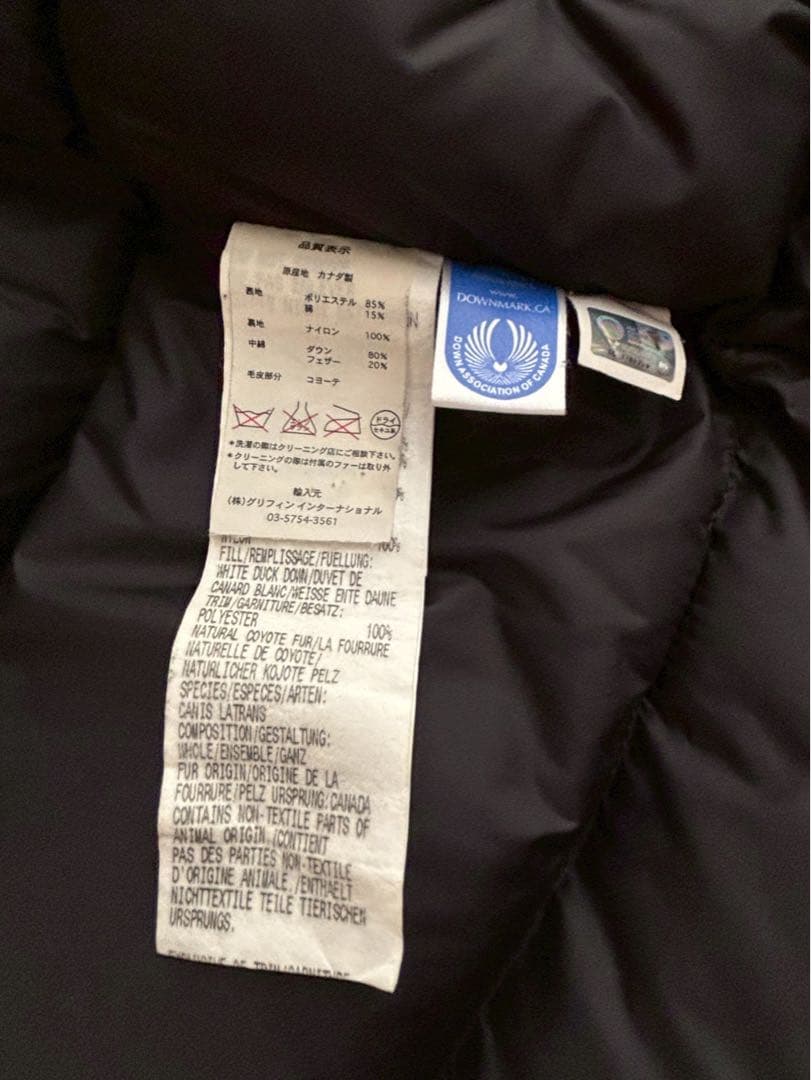 品質表示
原産地 カナダ製
表地 ポリエステル 85%
綿 15%
裏地 ナイロン 100%
中綿 ダウン 80%
フェザー 20%
毛皮部分 コヨーテ
ドライ
セキユ系
*洗濯の際はクリーニング店にご相談下さい。
*クリーニングの際は付属のファーは取り外
して下さい。
輸入元
(株)グリフィン インターナショナル
03-5754-3561
NYLON 100%
FILL/REMPLISSAGE/FUELLUNG:
WHITE DUCK DOWN/DUVET DE
CANARD BLANC/WEISSE ENTE DAUNE
TRIM/GARNITURE/BESATZ:
POLYESTER 100%
NATURAL COYOTE FUR/LA FOURRURE
NATURELLE DE COYOTE/
NATURLICHER KOJOTE PELZ
SPECIES/ESPECES/ARTEN:
CANIS LATRANS
COMPOSITION/GESTALTUNG:
WHOLE/ENSEMBLE/GANZ
FUR ORIGIN/ORIGINE DE LA
FOURRURE/PELZ URSPRUNG:CANADA
CONTAINS NON-TEXTILE PARTS OF
ANIMAL ORIGIN./CONTIENT
PAS DES PARTIES NON-TEXTILE
D'ORIGINE ANIMALE./ENTHAELT
NICHTTEXTILE TEILE TIERISCHEN
URSPRUNGS.
WWW.
DOWNMARK.CA
DOWN ASSOCIATION OF CANADA